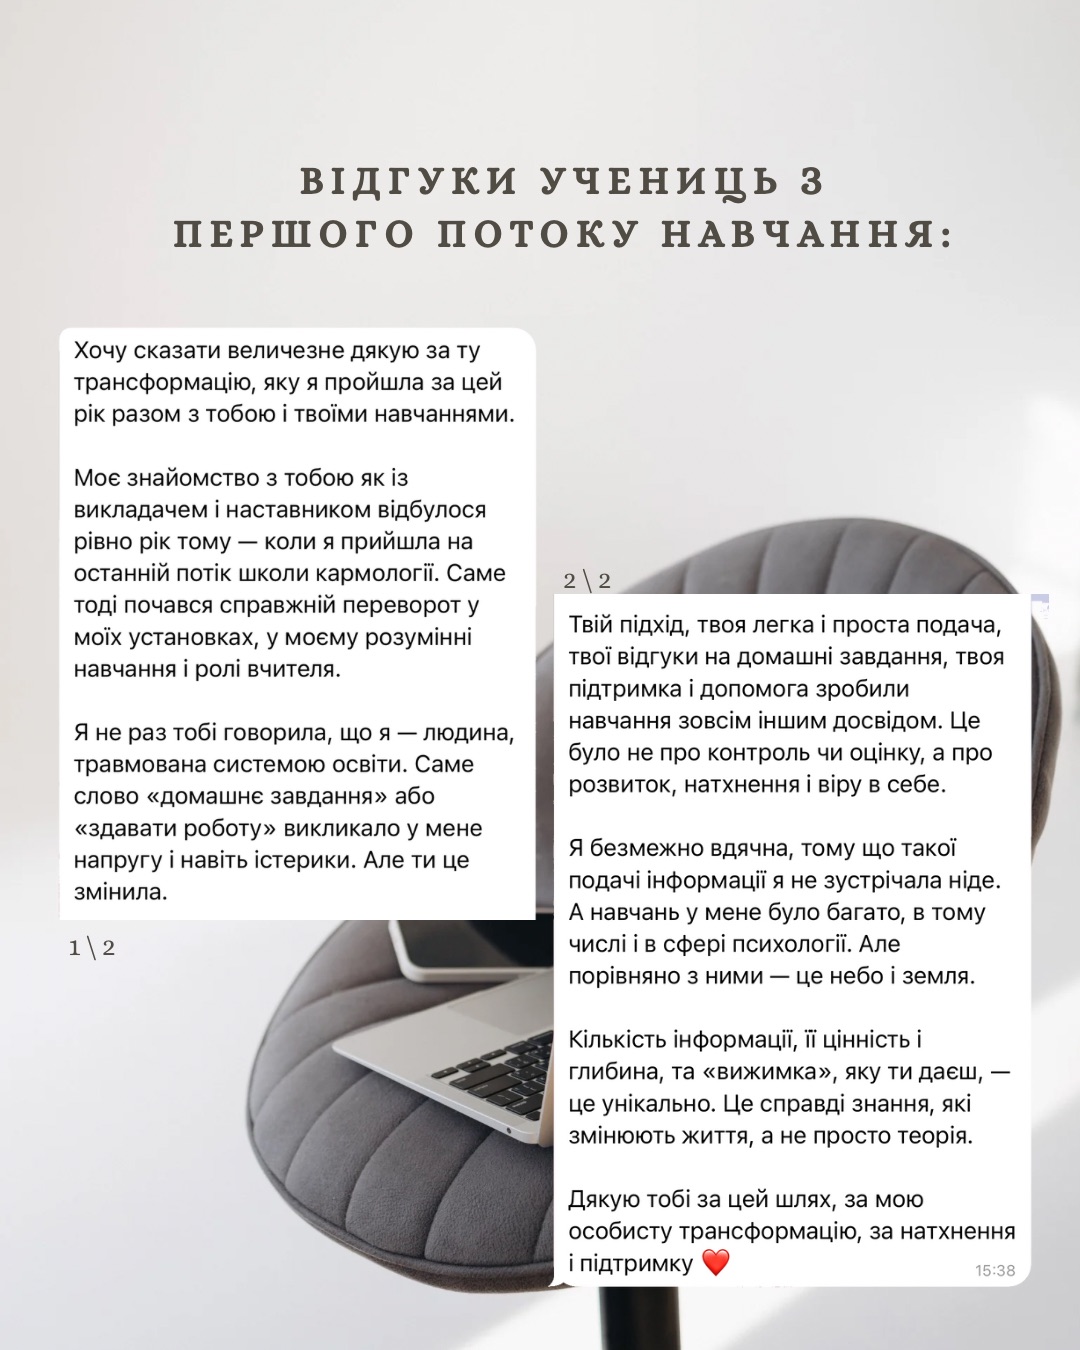 ВІДГУКИ УЧЕНИЦЬ З
ПЕРШОГО ПОТОКУ НАВЧАННЯ:
Хочу сказати величезне дякую за ту
трансформацію, яку я пройшла за цей
рік разом з тобою і твоїми навчаннями.
Моє знайомство з тобою як із
викладачем і наставником відбулося
рівно рік тому — коли я прийшла на
останній потік школи кармології. Саме
тоді почався справжній переворот у
моїх установках, у моєму розумінні
навчання і ролі вчителя.
Я не раз тобі говорила, що я — людина,
травмована системою освіти. Саме
слово «домашнє завдання» або
«здавати роботу» викликало у мене
напругу і навіть істерики. Але ти це
змінила.
1 \ 2
2 \ 2
Твій підхід, твоя легка і проста подача,
твої відгуки на домашні завдання, твоя
підтримка і допомога зробили
навчання зовсім іншим досвідом. Це
було не про контроль чи оцінку, а про
розвиток, натхнення і віру в себе.
Я безмежно вдячна, тому що такої
подачі інформації я не зустрічала ніде.
А навчань у мене було багато, в тому
числі і в сфері психології. Але
порівняно з ними — це небо і земля.
Кількість інформації, її цінність і
глибина, та «вижимка», яку ти даєш, —
це унікально. Це справді знання, які
змінюють життя, а не просто теорія.
Дякую тобі за цей шлях, за мою
особисту трансформацію, за натхнення
і підтримку ❤️
15:38